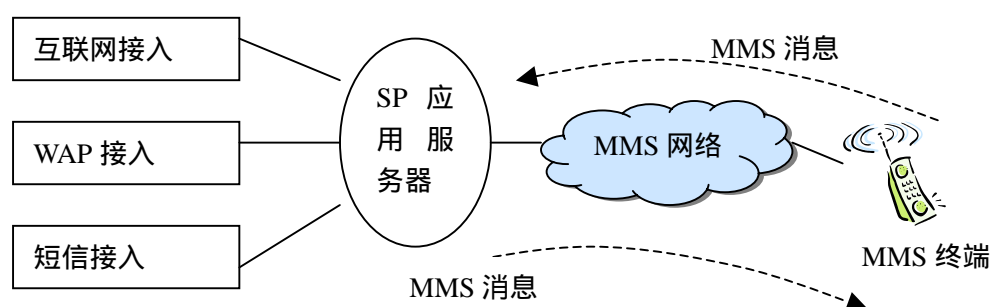 互联网接入
WAP 接入
短信接入
SP 应
用 服
务器
MMS 消息
MMS 网络
MMS 终端
MMS 消息